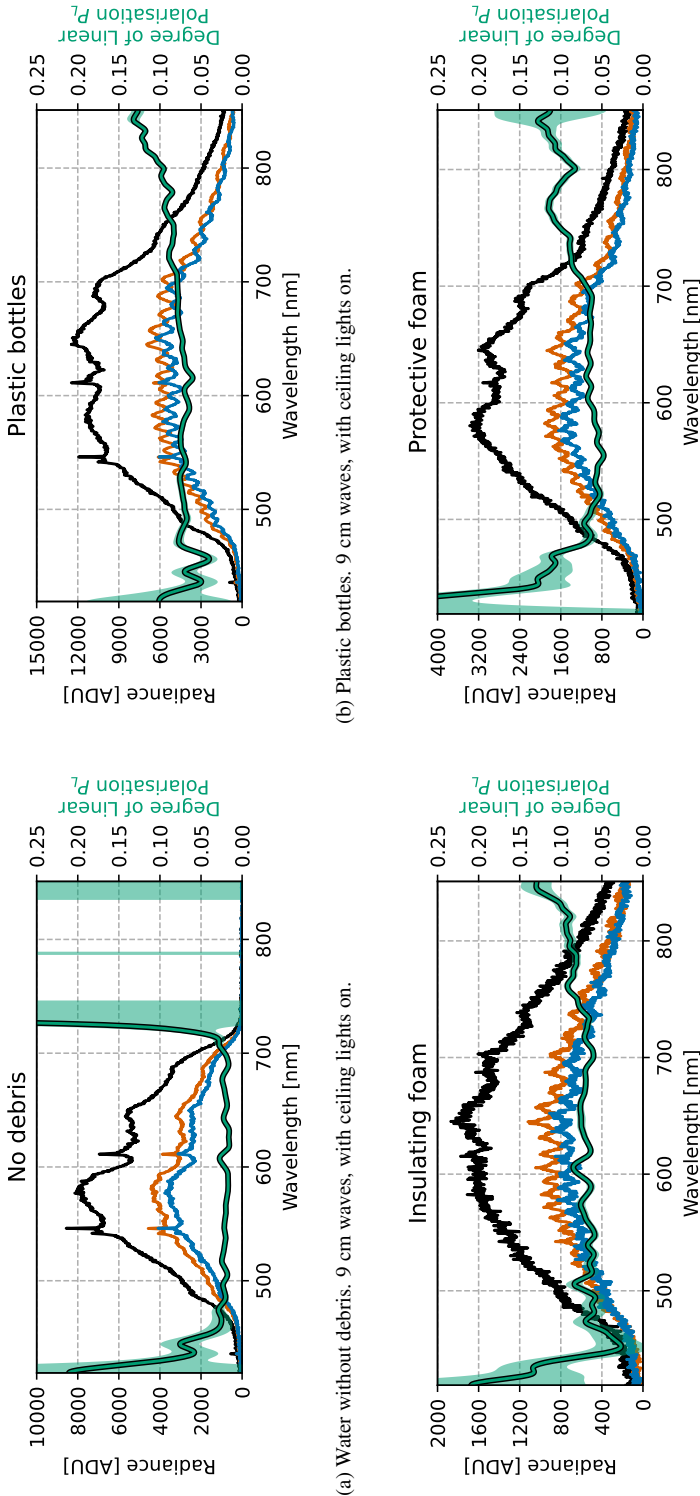 No debris
Radiance [ADU]
10000
8000
6000
4000
2000
0
500
600
700
800
Wavelength [nm]
0.25
0.20
0.15
0.10
0.05
0.00
Degree of Linear
Polarisation P_L
(a) Water without debris. 9 cm waves, with ceiling lights on.
Plastic bottles
Radiance [ADU]
15000
12000
9000
6000
3000
0
500
600
700
800
Wavelength [nm]
0.25
0.20
0.15
0.10
0.05
0.00
Degree of Linear
Polarisation P_L
(b) Plastic bottles. 9 cm waves, with ceiling lights on.
Insulating foam
Radiance [ADU]
2000
1600
1200
800
400
0
500
600
700
800
Wavelength [nm]
0.25
0.20
0.15
0.10
0.05
0.00
Degree of Linear
Polarisation P_L
Protective foam
Radiance [ADU]
4000
3200
2400
1600
800
0
500
600
700
800
Wavelength [nm]
0.25
0.20
0.15
0.10
0.05
0.00
Degree of Linear
Polarisation P_L